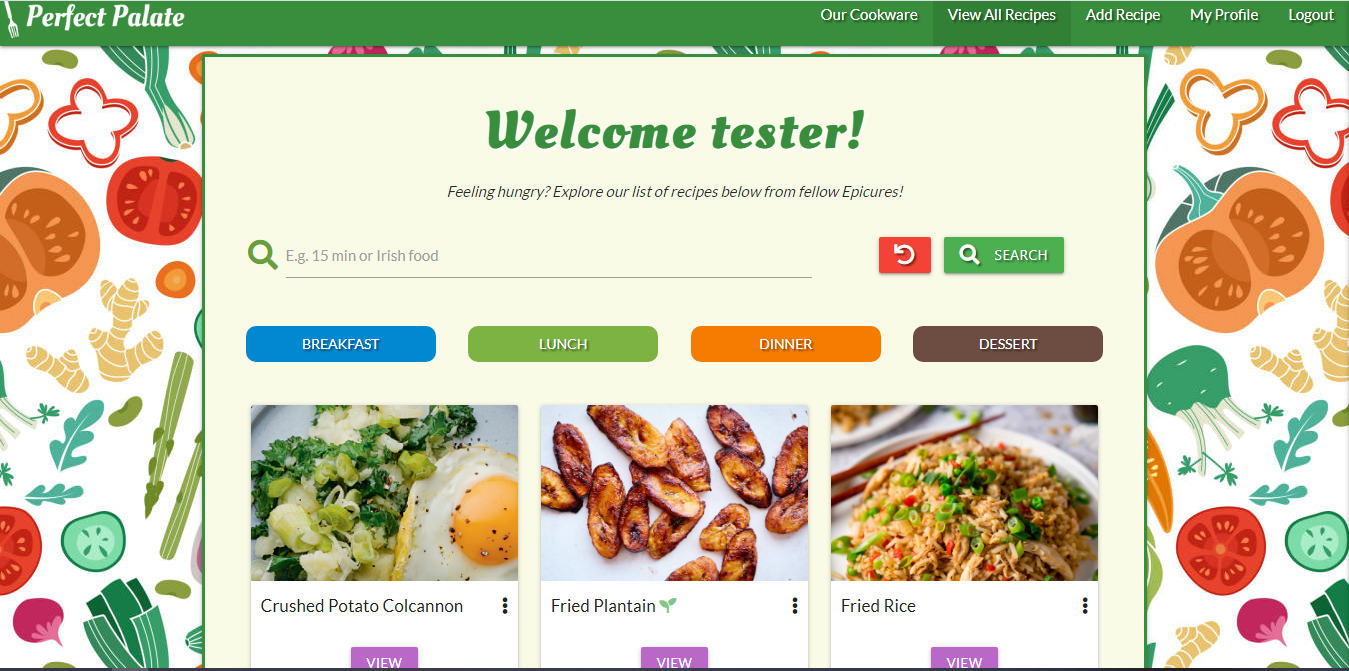 Perfect Palate
Our Cookware
View All Recipes
Add Recipe
My Profile
Logout
Welcome tester!
Feeling hungry? Explore our list of recipes below from fellow Epicures!
E.g. 15 min or Irish food
SEARCH
BREAKFAST
LUNCH
DINNER
DESSERT
Crushed Potato Colcannon
Fried Plantain
Fried Rice
VIEW
VIEW
VIEW